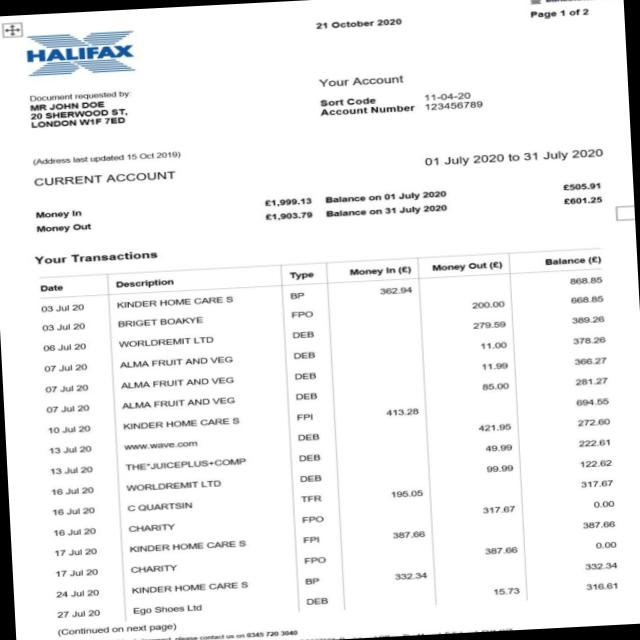 21 October 2020
Page 1 of 2
HALIFAX
Document requested by:
MR JOHN DOE
20 SHERWOOD ST,
LONDON W1F 7ED
Your Account
Sort Code 11-04-20
Account Number 123456789
(Address last updated 15 Oct 2019)
01 July 2020 to 31 July 2020
CURRENT ACCOUNT
Money In £1,999.13 Balance on 01 July 2020 £505.91
Money Out £1,903.79 Balance on 31 July 2020 £601.25
Your Transactions
Date Description Type Money In (£) Money Out (£) Balance (£)
03 Jul 20 KINDER HOME CARE S BP 362.94 868.85
03 Jul 20 BRIGET BOAKYE FPO 200.00 668.85
06 Jul 20 WORLDREMIT LTD DEB 279.59 389.26
07 Jul 20 ALMA FRUIT AND VEG DEB 11.00 378.26
07 Jul 20 ALMA FRUIT AND VEG DEB 11.99 366.27
07 Jul 20 ALMA FRUIT AND VEG DEB 85.00 281.27
10 Jul 20 KINDER HOME CARE S FPI 413.28 694.55
13 Jul 20 www.wave.com DEB 421.95 272.60
13 Jul 20 THE*JUICEPLUS+COMP DEB 49.99 222.61
16 Jul 20 WORLDREMIT LTD DEB 99.99 122.62
16 Jul 20 C QUARTSIN TFR 195.05 317.67
16 Jul 20 CHARITY FPO 317.67 0.00
17 Jul 20 KINDER HOME CARE S FPI 387.66 387.66
17 Jul 20 CHARITY FPO 387.66 0.00
24 Jul 20 KINDER HOME CARE S BP 332.34 332.34
27 Jul 20 Ego Shoes Ltd DEB 15.73 316.61
(Continued on next page)
please contact us on 0345 720 3040